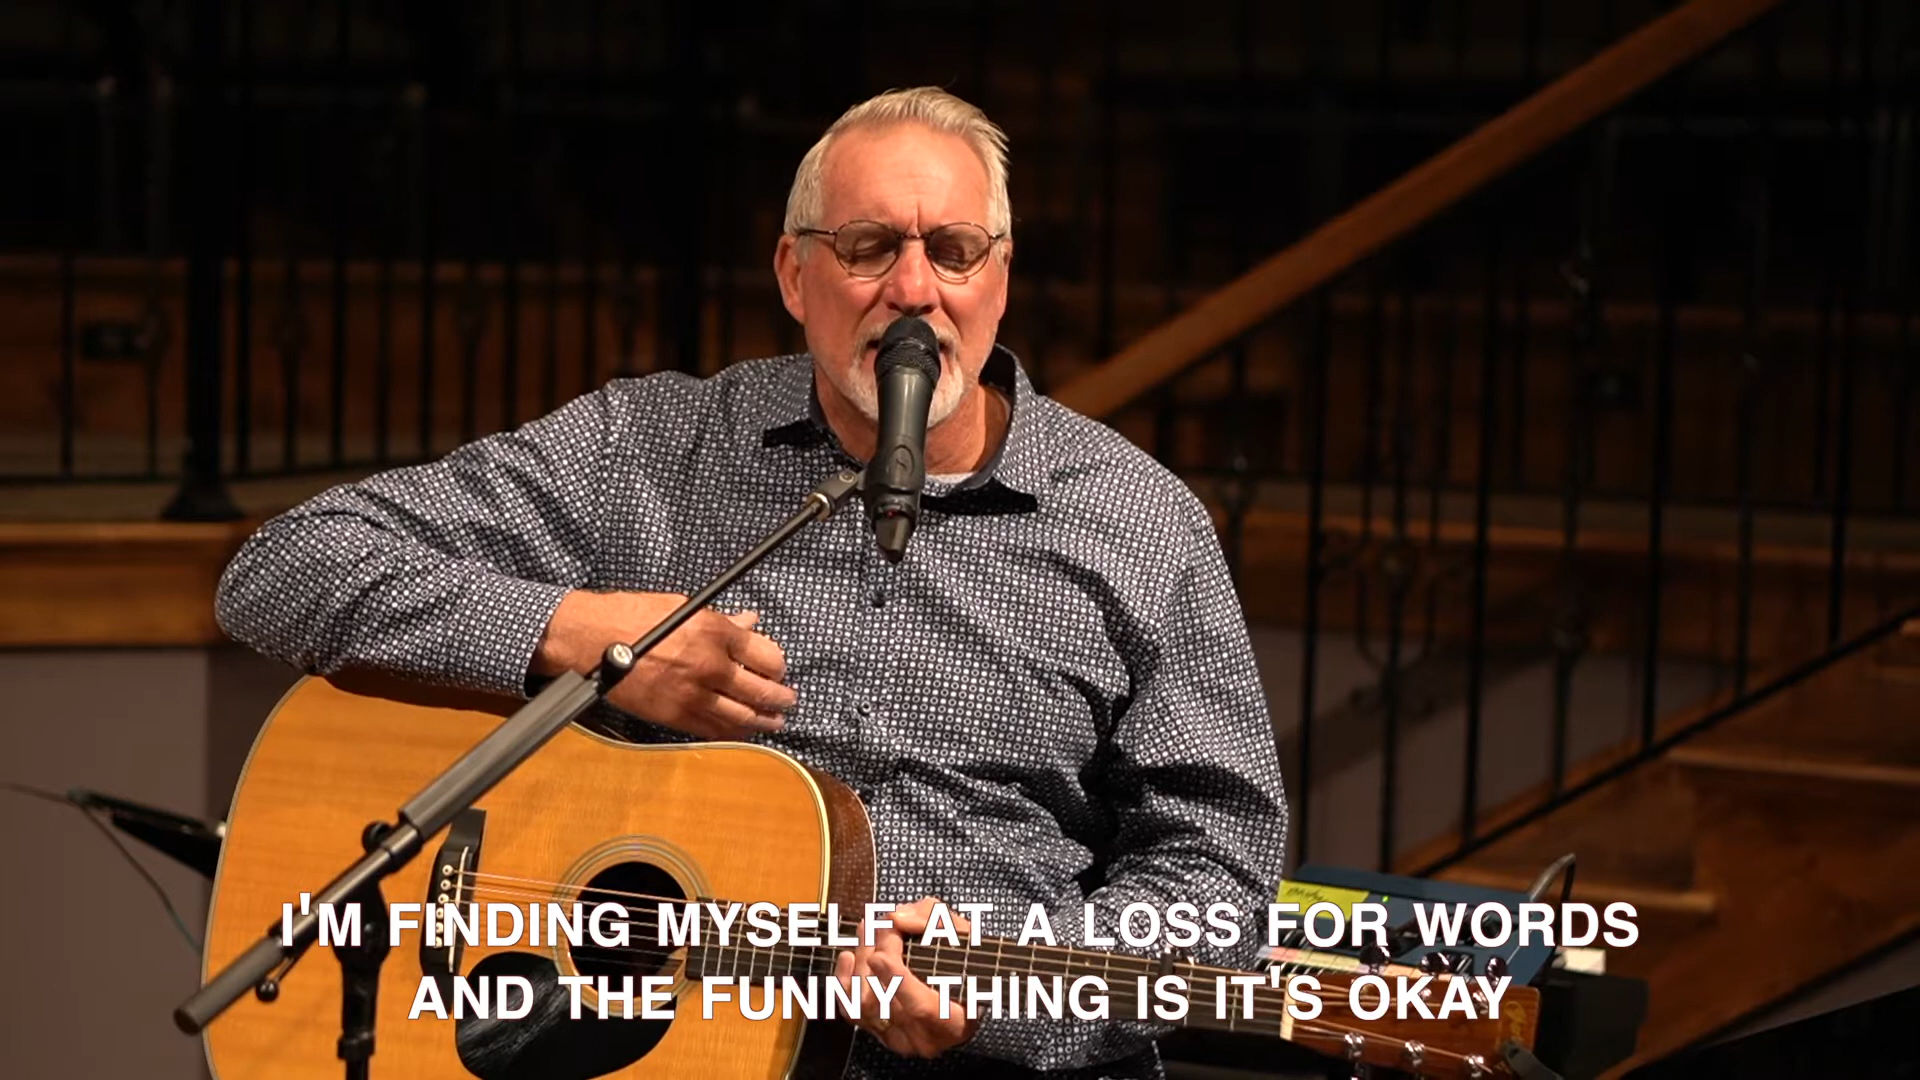 I'M FINDING MYSELF AT A LOSS FOR WORDS
AND THE FUNNY THING IS IT'S OKAY